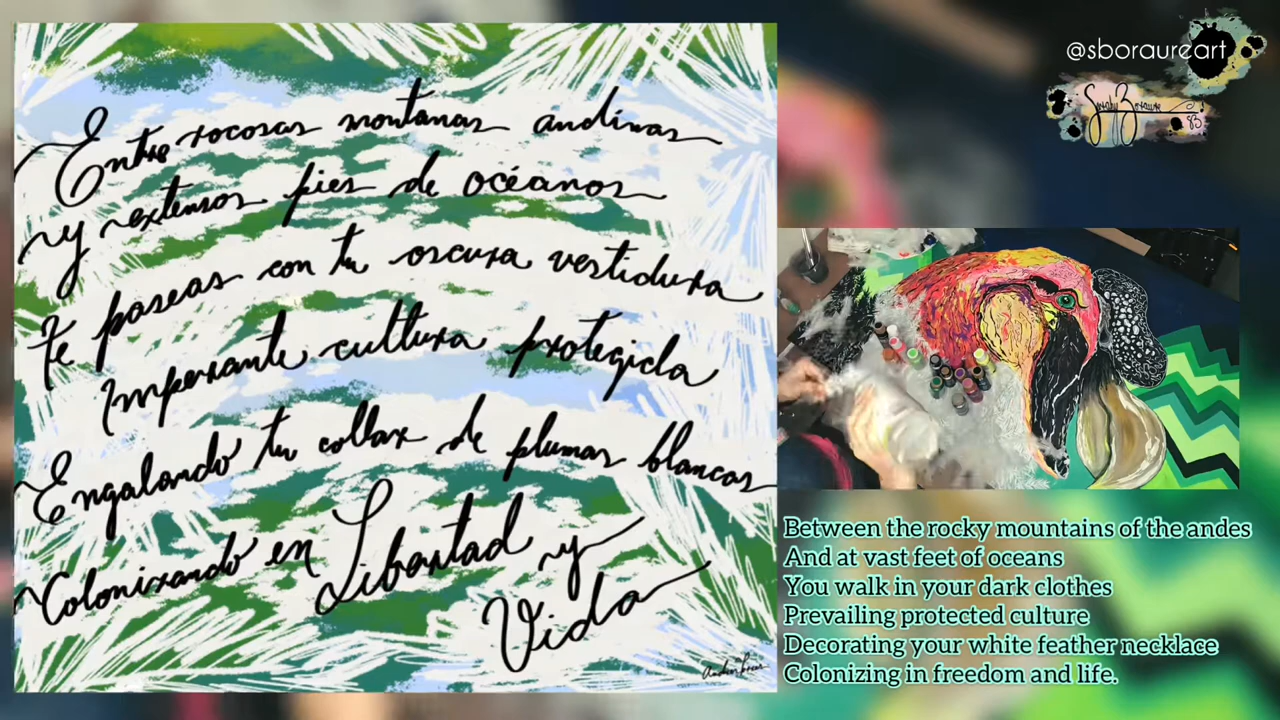 Entre rocosas montañas andinas
y extensos pies de océanos
Te paseas con tu oscura vestidura
Imperante cultura protegida
Engalando tu collar de plumas blancas
Colonizando en Libertad y
Vida
@sboraureart
Between the rocky mountains of the andes
And at vast feet of oceans
You walk in your dark clothes
Prevailing protected culture
Decorating your white feather necklace
Colonizing in freedom and life.